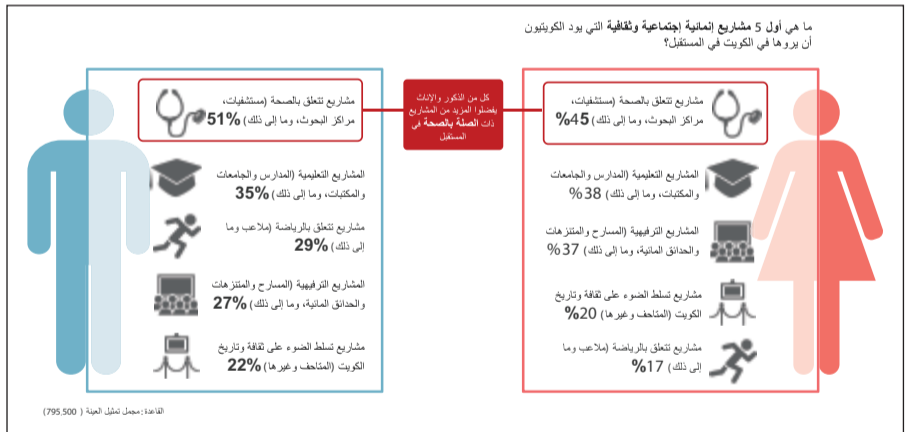 ما هي أول 5 مشاريع إنمائية إجتماعية وثقافية التي يود الكويتيون
أن يروها في الكويت في المستقبل؟
مشاريع تتعلق بالصحة (مستشفيات،
مراكز البحوث، وما إلى ذلك) 45%
المشاريع التعليمية (المدارس والجامعات
والمكتبات، وما إلى ذلك) 38%
المشاريع الترفيهية (المسارح والمتنزهات
والحدائق المائية، وما إلى ذلك) 37%
مشاريع تسلط الضوء على ثقافة وتاريخ
الكويت (المتاحف وغيرها) 20%
مشاريع تتعلق بالرياضة (ملاعب وما
إلى ذلك) 17%
كل من الذكور والإناث
يفضلوا المزيد من المشاريع
ذات الصلة بالصحة في
المستقبل
مشاريع تتعلق بالصحة (مستشفيات،
مراكز البحوث، وما إلى ذلك) 51%
المشاريع التعليمية (المدارس والجامعات
والمكتبات، وما إلى ذلك) 35%
مشاريع تتعلق بالرياضة (ملاعب وما
إلى ذلك) 29%
المشاريع الترفيهية (المسارح والمتنزهات
والحدائق المائية، وما إلى ذلك) 27%
مشاريع تسلط الضوء على ثقافة وتاريخ
الكويت (المتاحف وغيرها) 22%
القاعدة: مجمل تمثيل العينة ( 795,500)